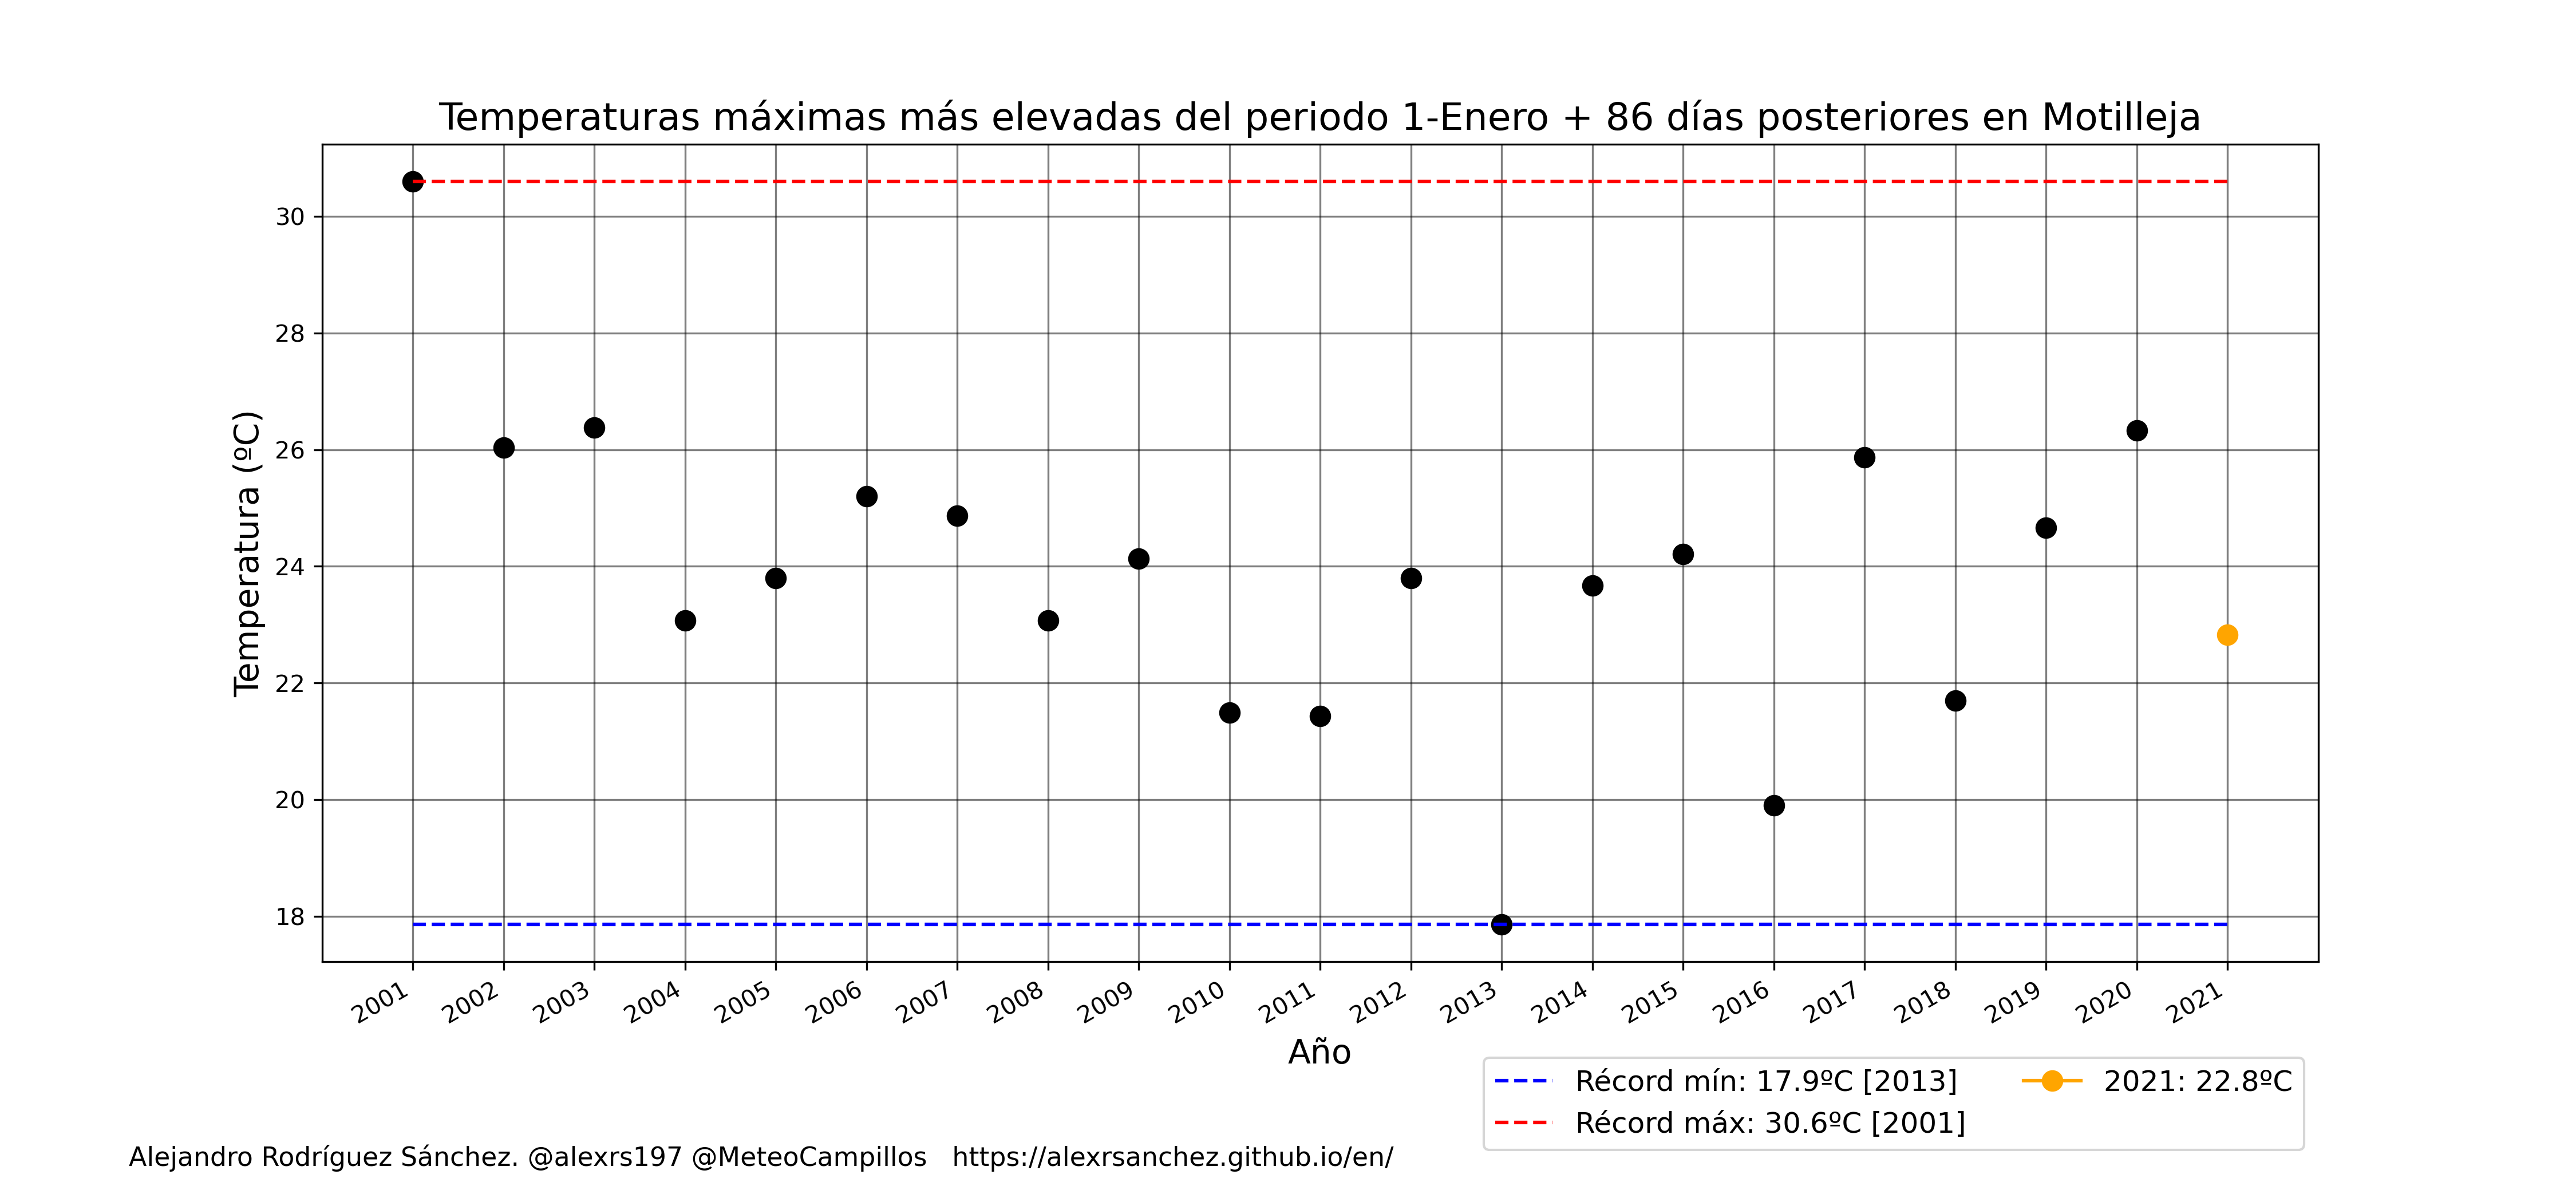 Temperaturas máximas más elevadas del periodo 1-Enero + 86 días posteriores en Motilleja
Temperatura (ºC)
30
28
26
24
22
20
18
2001 2002 2003 2004 2005 2006 2007 2008 2009 2010 2011 2012 2013 2014 2015 2016 2017 2018 2019 2020 2021
Año
Récord mín: 17.9ºC [2013]
Récord máx: 30.6ºC [2001]
2021: 22.8ºC
Alejandro Rodríguez Sánchez. @alexrs197 @MeteoCampillos https://alexrsanchez.github.io/en/